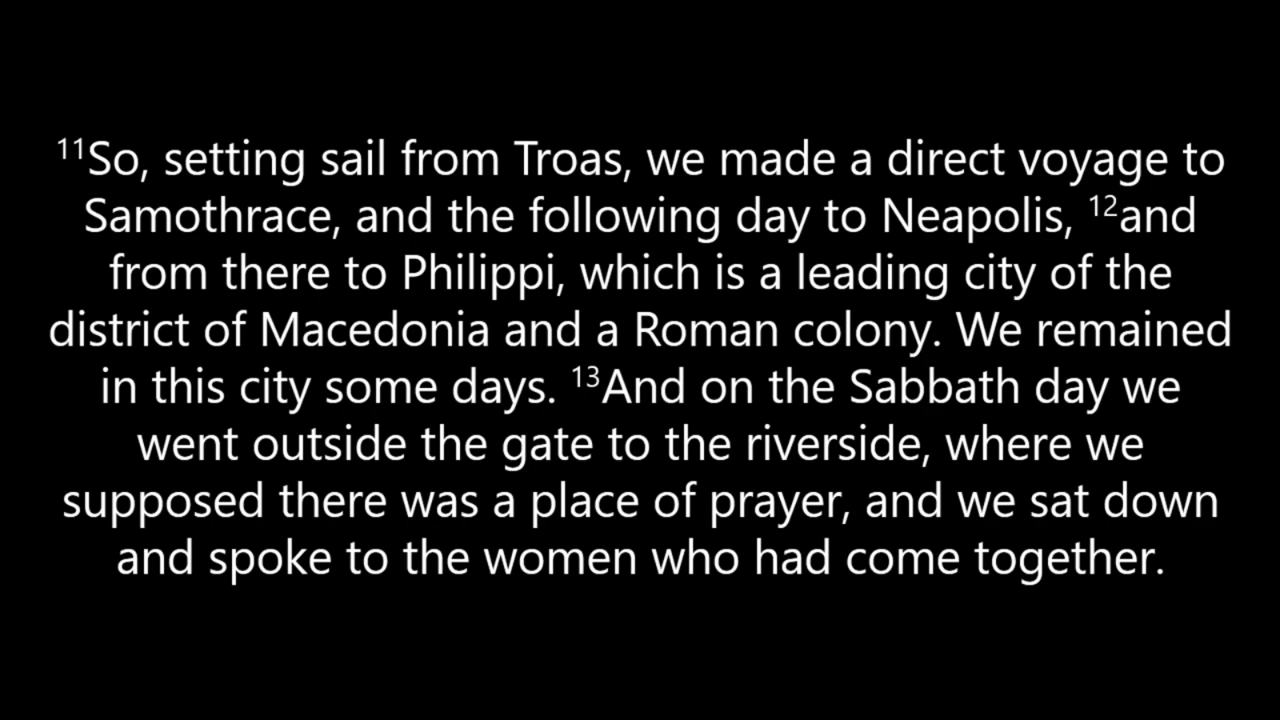 ¹¹So, setting sail from Troas, we made a direct voyage to
Samothrace, and the following day to Neapolis, ¹²and
from there to Philippi, which is a leading city of the
district of Macedonia and a Roman colony. We remained
in this city some days. ¹³And on the Sabbath day we
went outside the gate to the riverside, where we
supposed there was a place of prayer, and we sat down
and spoke to the women who had come together.